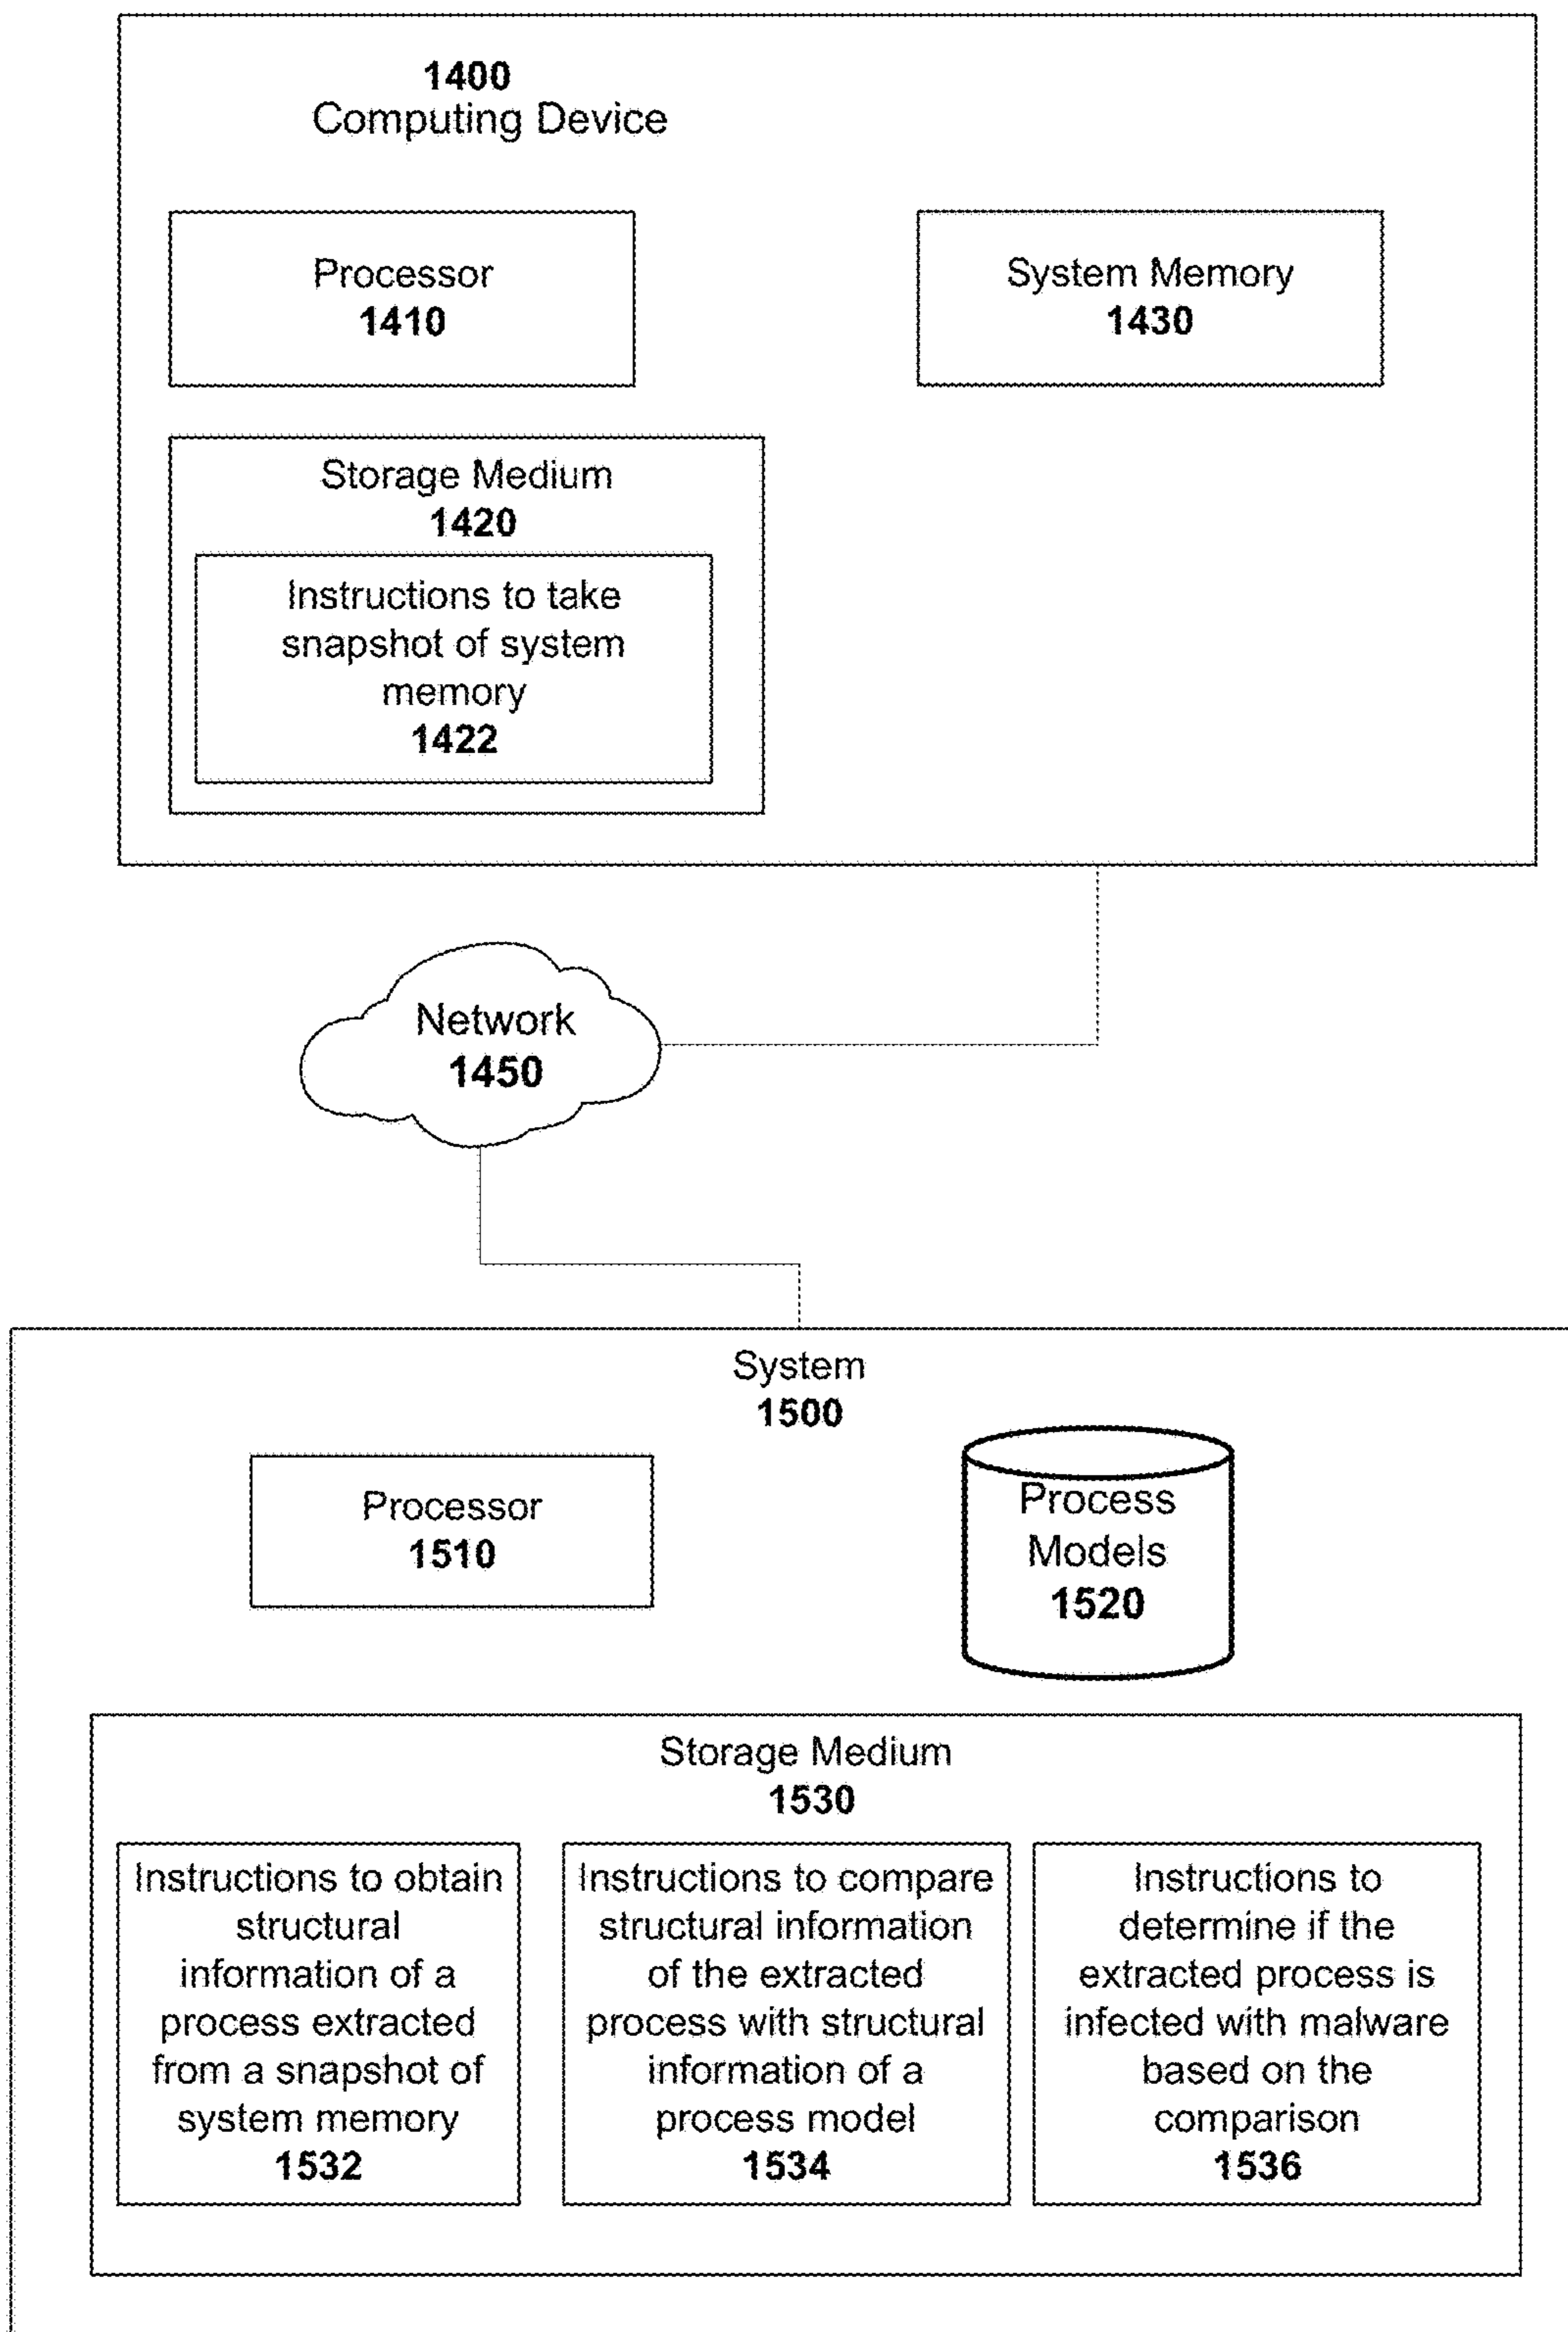 1400
Computing Device
Processor
1410
System Memory
1430
Storage Medium
1420
Instructions to take
snapshot of system
memory
1422
Network
1450
System
1500
Processor
1510
Process
Models
1520
Storage Medium
1530
Instructions to obtain
structural
information of a
process extracted
from a snapshot of
system memory
1532
Instructions to compare
structural information
of the extracted
process with structural
information of a
process model
1534
Instructions to
determine if the
extracted process is
infected with malware
based on the
comparison
1536